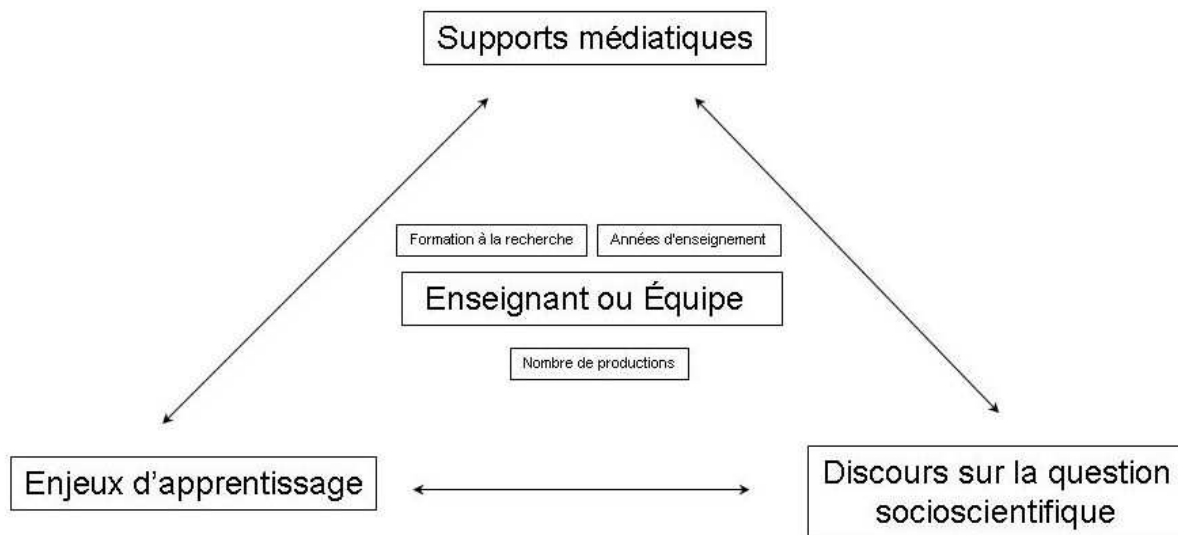 Supports médiatiques
Formation à la recherche
Années d'enseignement
Enseignant ou Équipe
Nombre de productions
Enjeux d'apprentissage
Discours sur la question
socioscientifique